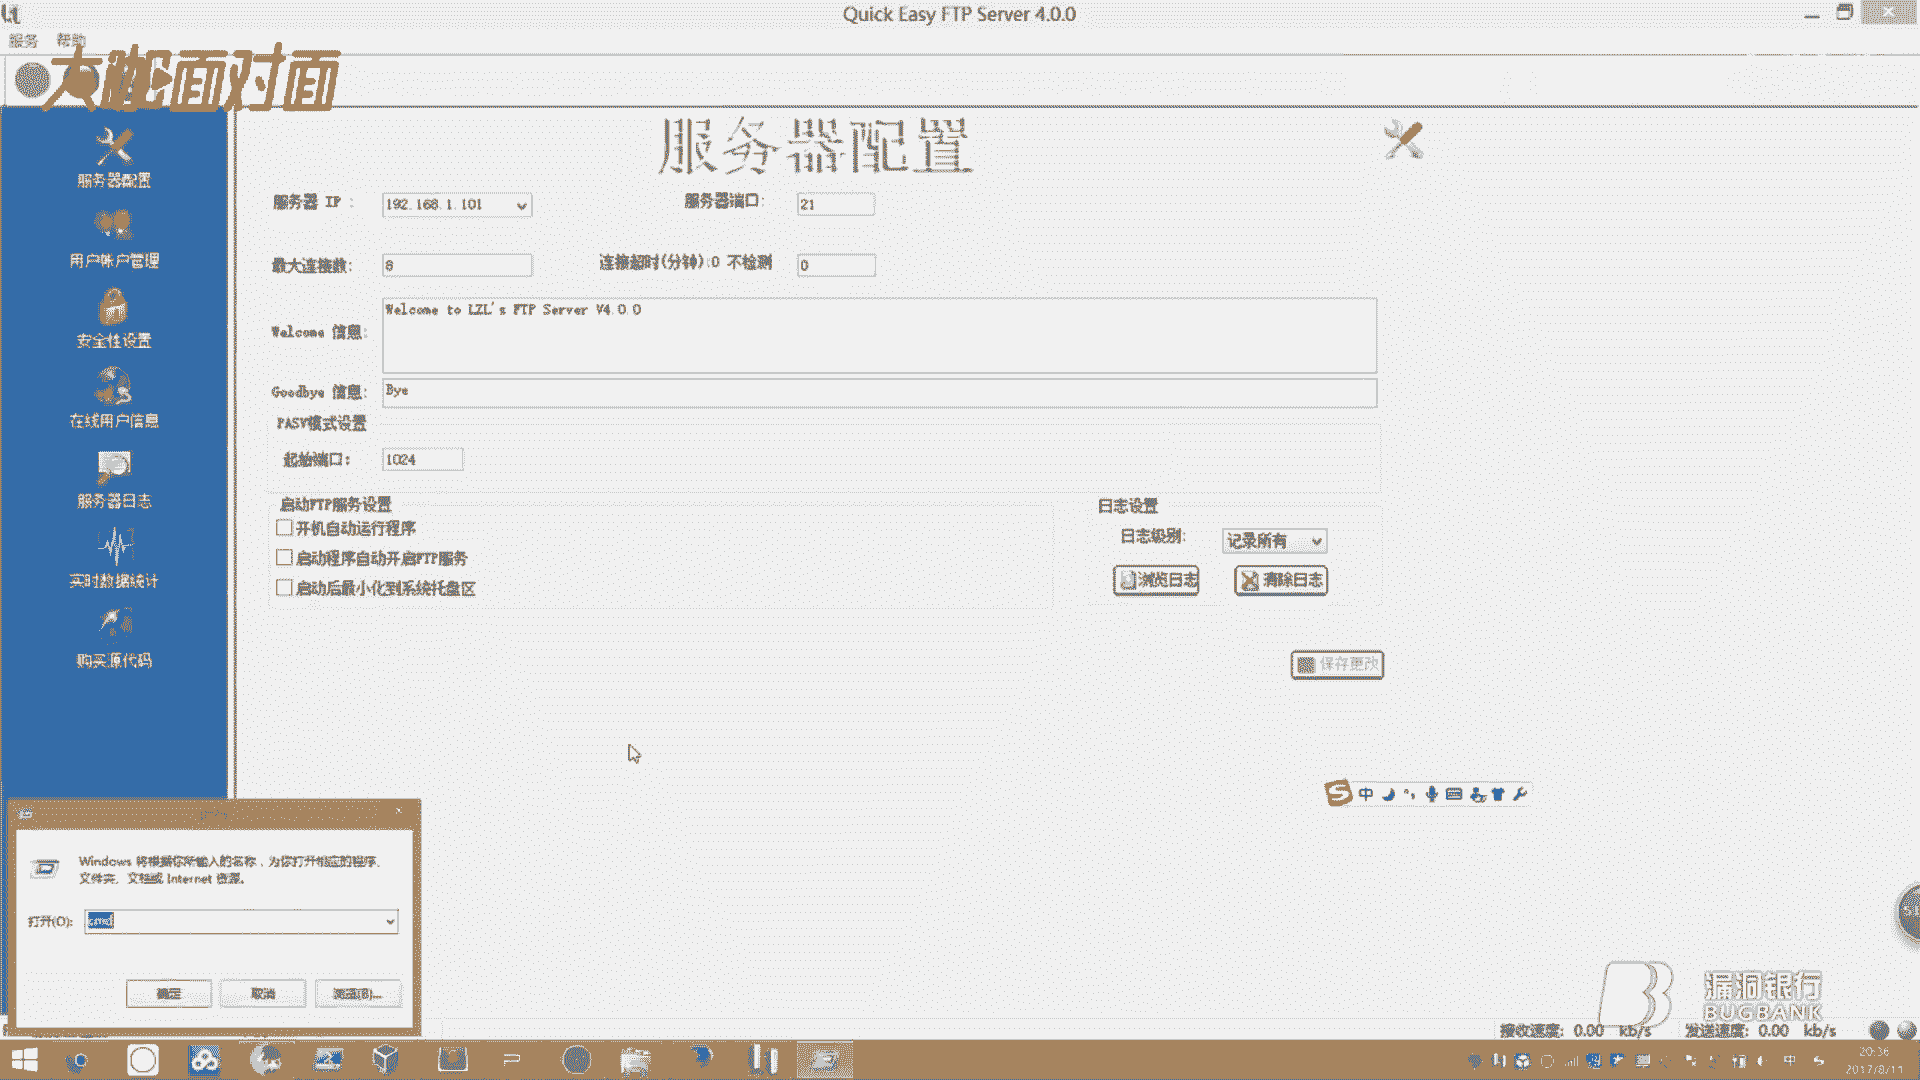 Quick Easy FTP Server 4.0.0
服务 帮助
大咖面对面
服务器配置
服务器配置
用户帐户管理
安全性设置
在线用户信息
服务器日志
实时数据统计
购买源代码
服务器 IP : 192.168.1.101 服务器端口: 21
最大连接数: 8 连接超时(分钟):0 不检测 0
Welcome 信息: Welcome to LZL's FTP Server V4.0.0
Goodbye 信息: Bye
PASV模式设置
起始端口: 1024
启动FTP服务设置
开机自动运行程序
启动程序自动开启FTP服务
启动后最小化到系统托盘区
日志设置
日志级别: 记录所有
浏览日志 清除日志
保存更改
中
Windows 将根据你所输入的名称，为你打开相应的程序、
文件夹、文档或 Internet 资源。
打开(O): cmd
确定 取消 浏览(B)...
漏洞银行
BUGBANK
接收速度: 0.00 kb/s 发送速度: 0.00 kb/s
中
20:36
2017/8/11